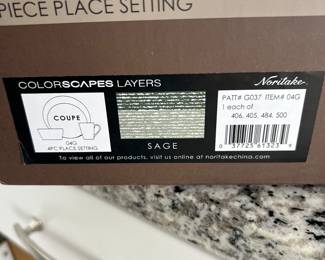 PIECE PLACE SETTING
COLORSCAPES LAYERS
Noritake
COUPE
04G
4PC PLACE SETTING
SAGE
PATT# G037 ITEM# 04G
1 each of
406, 405, 484, 500
0 37725 61323 9
To view all of our products, visit us online at noritakechina.com